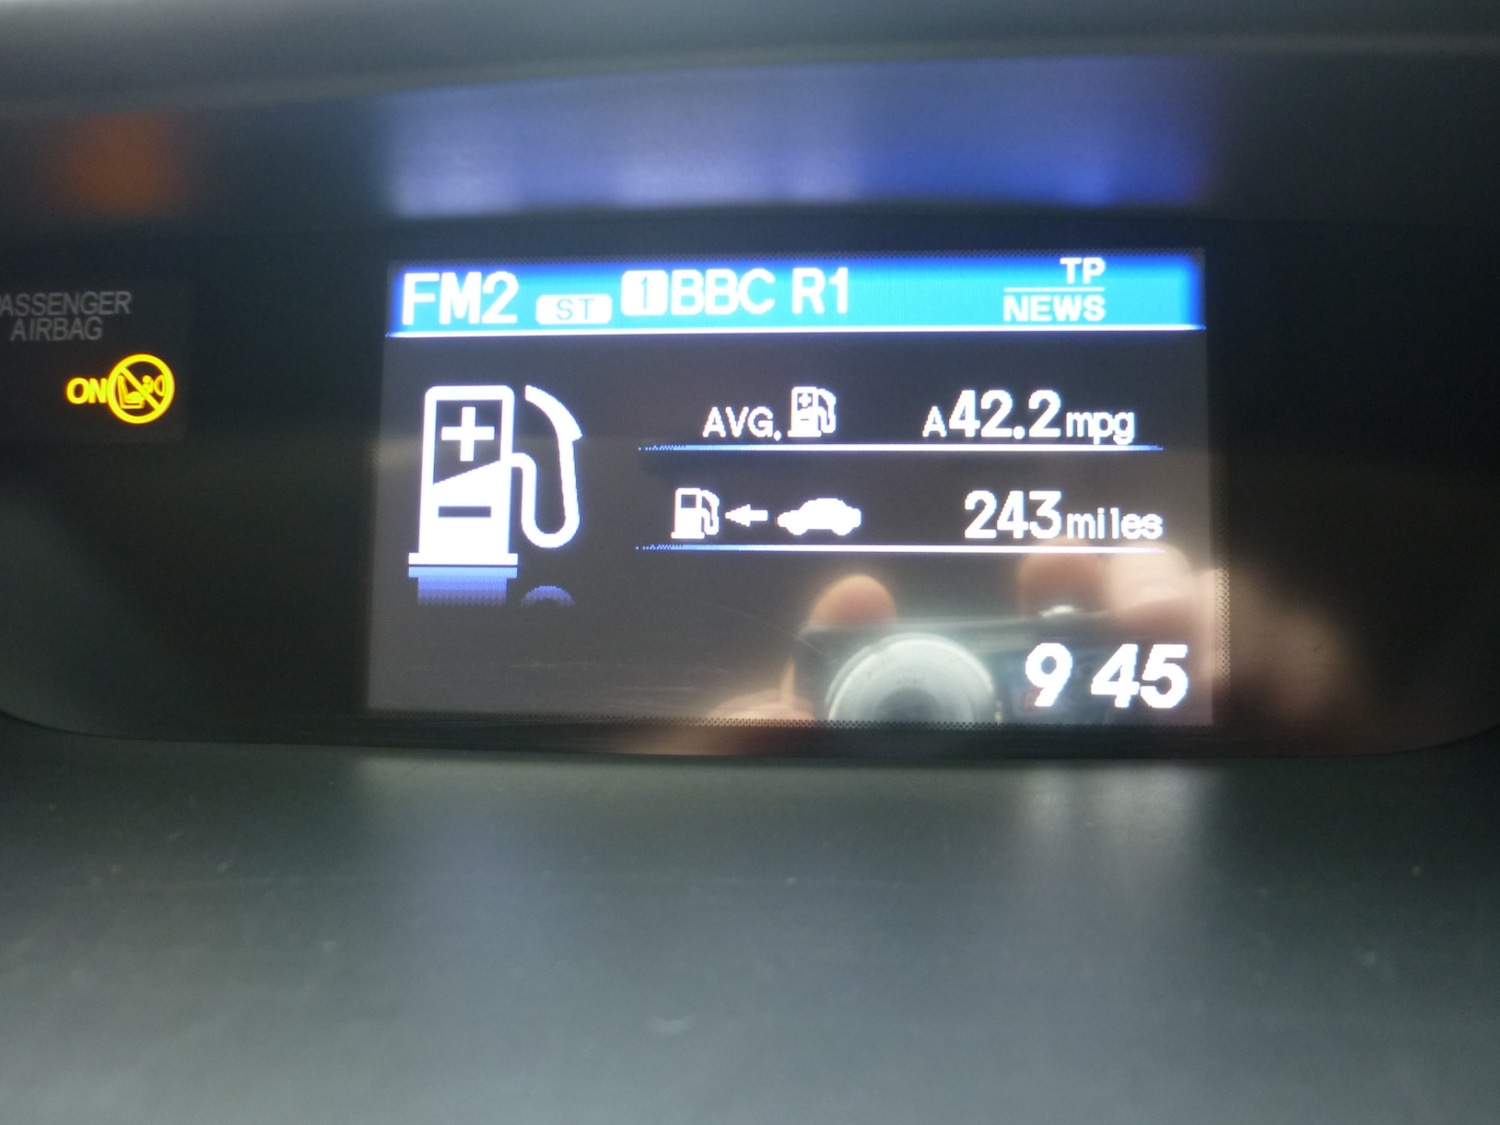 FM2 ST 1 BBC R1 TP
NEWS
PASSENGER
AIRBAG
ON
AVG. A42.2mpg
243miles
9 45